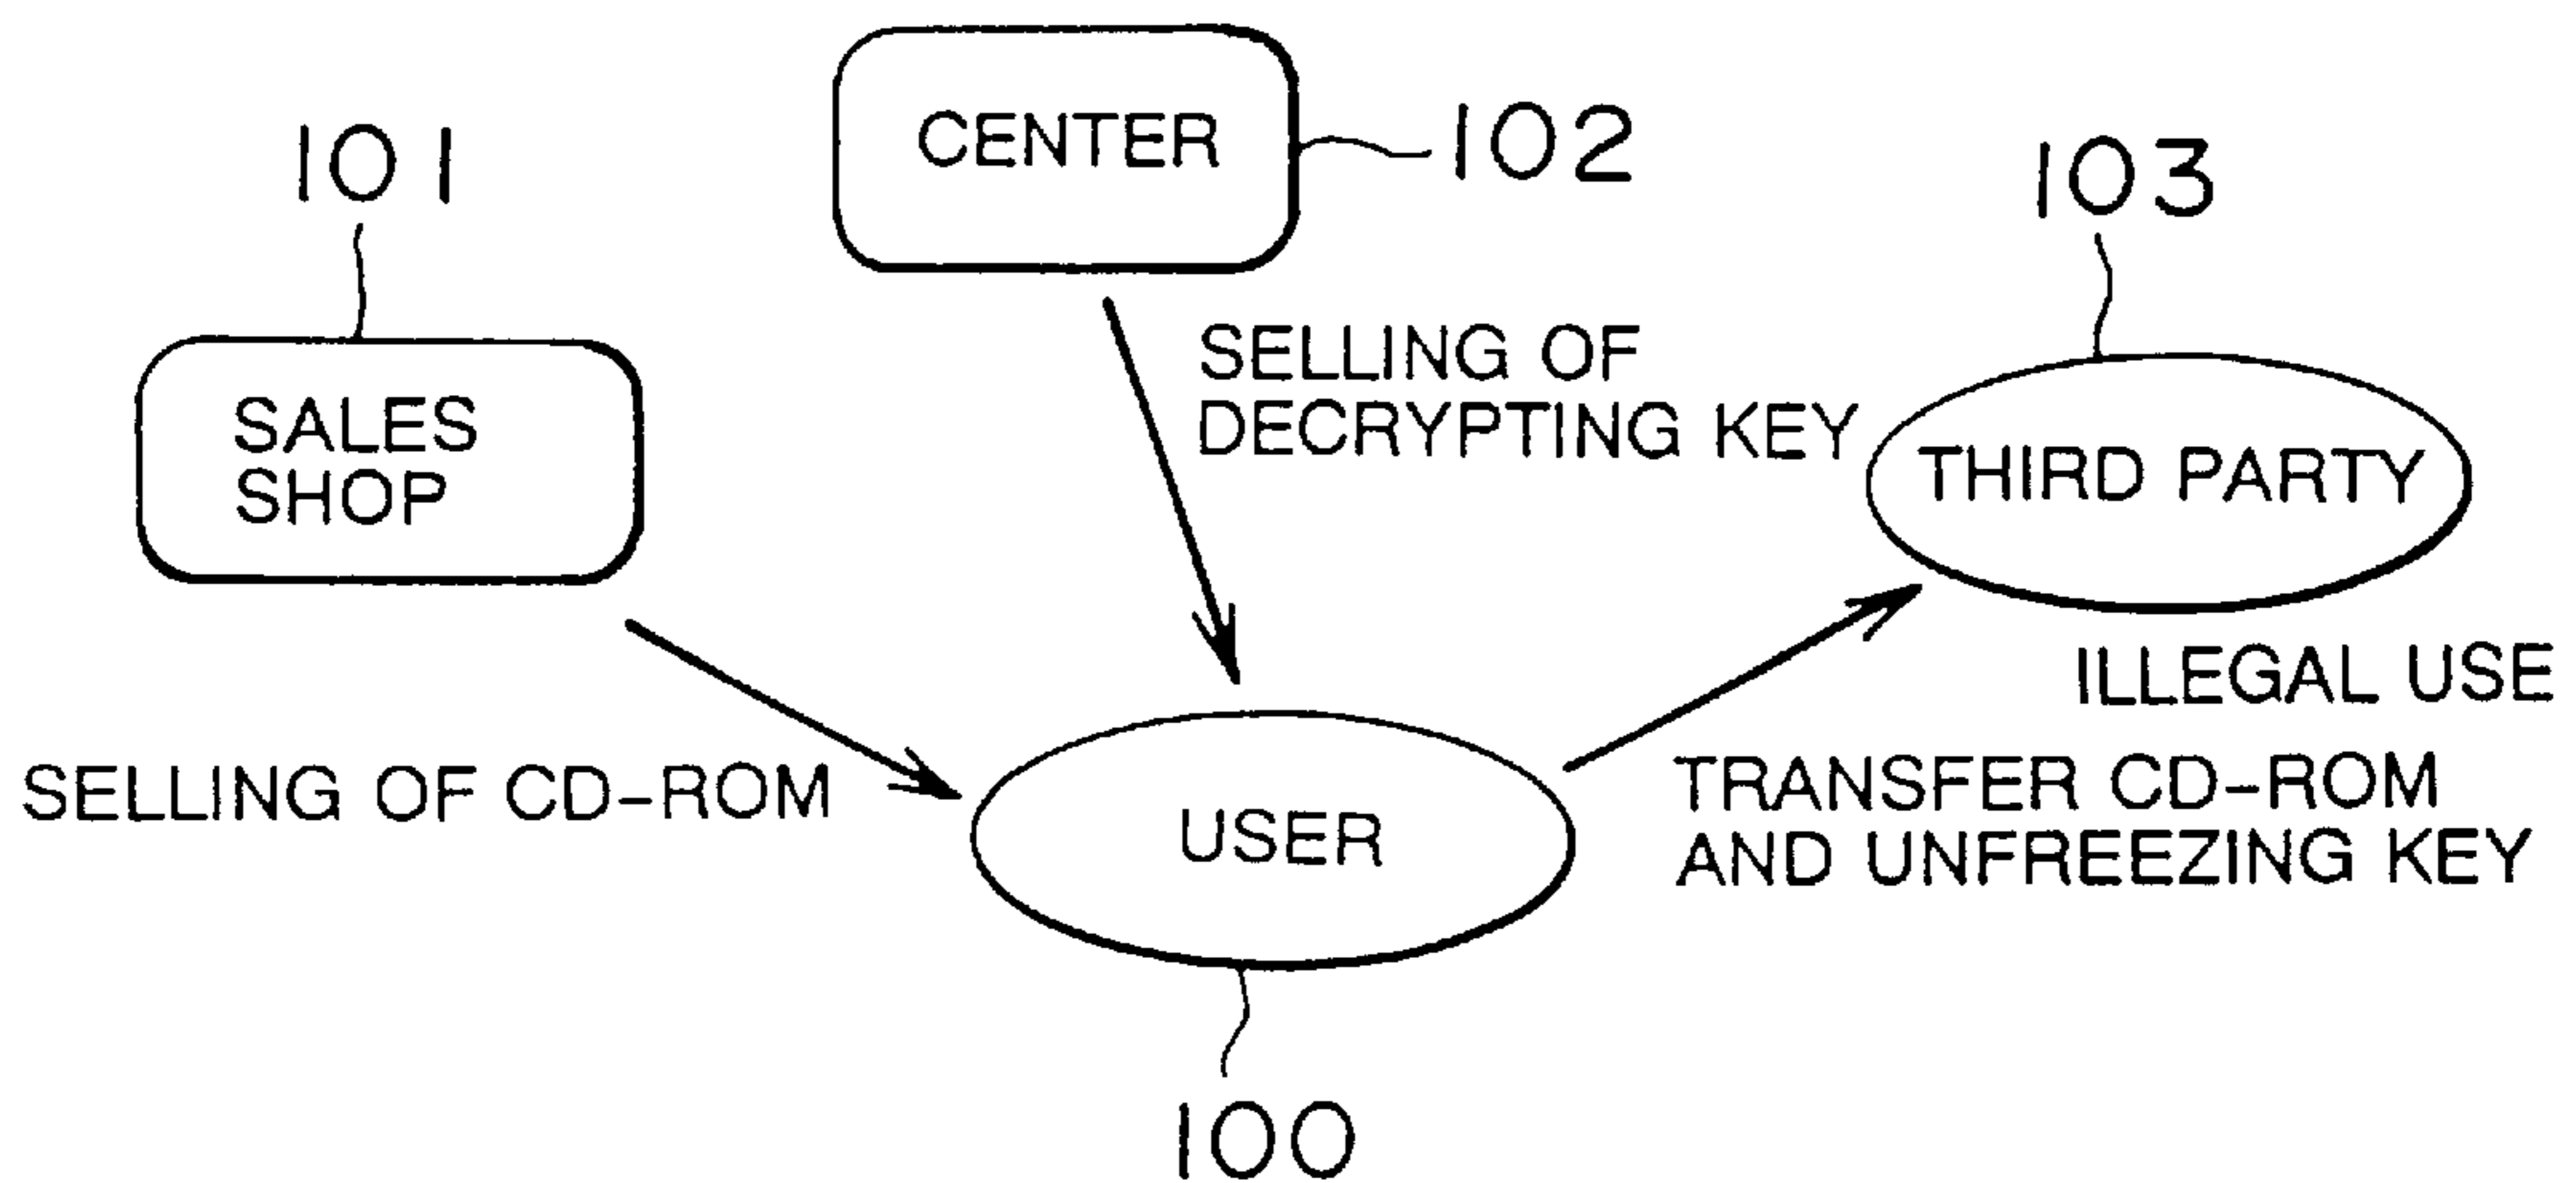 101
CENTER
102
103
SALES
SHOP
SELLING OF
DECRYPTING KEY
THIRD PARTY
ILLEGAL USE
SELLING OF CD-ROM
USER
TRANSFER CD-ROM
AND UNFREEZING KEY
100